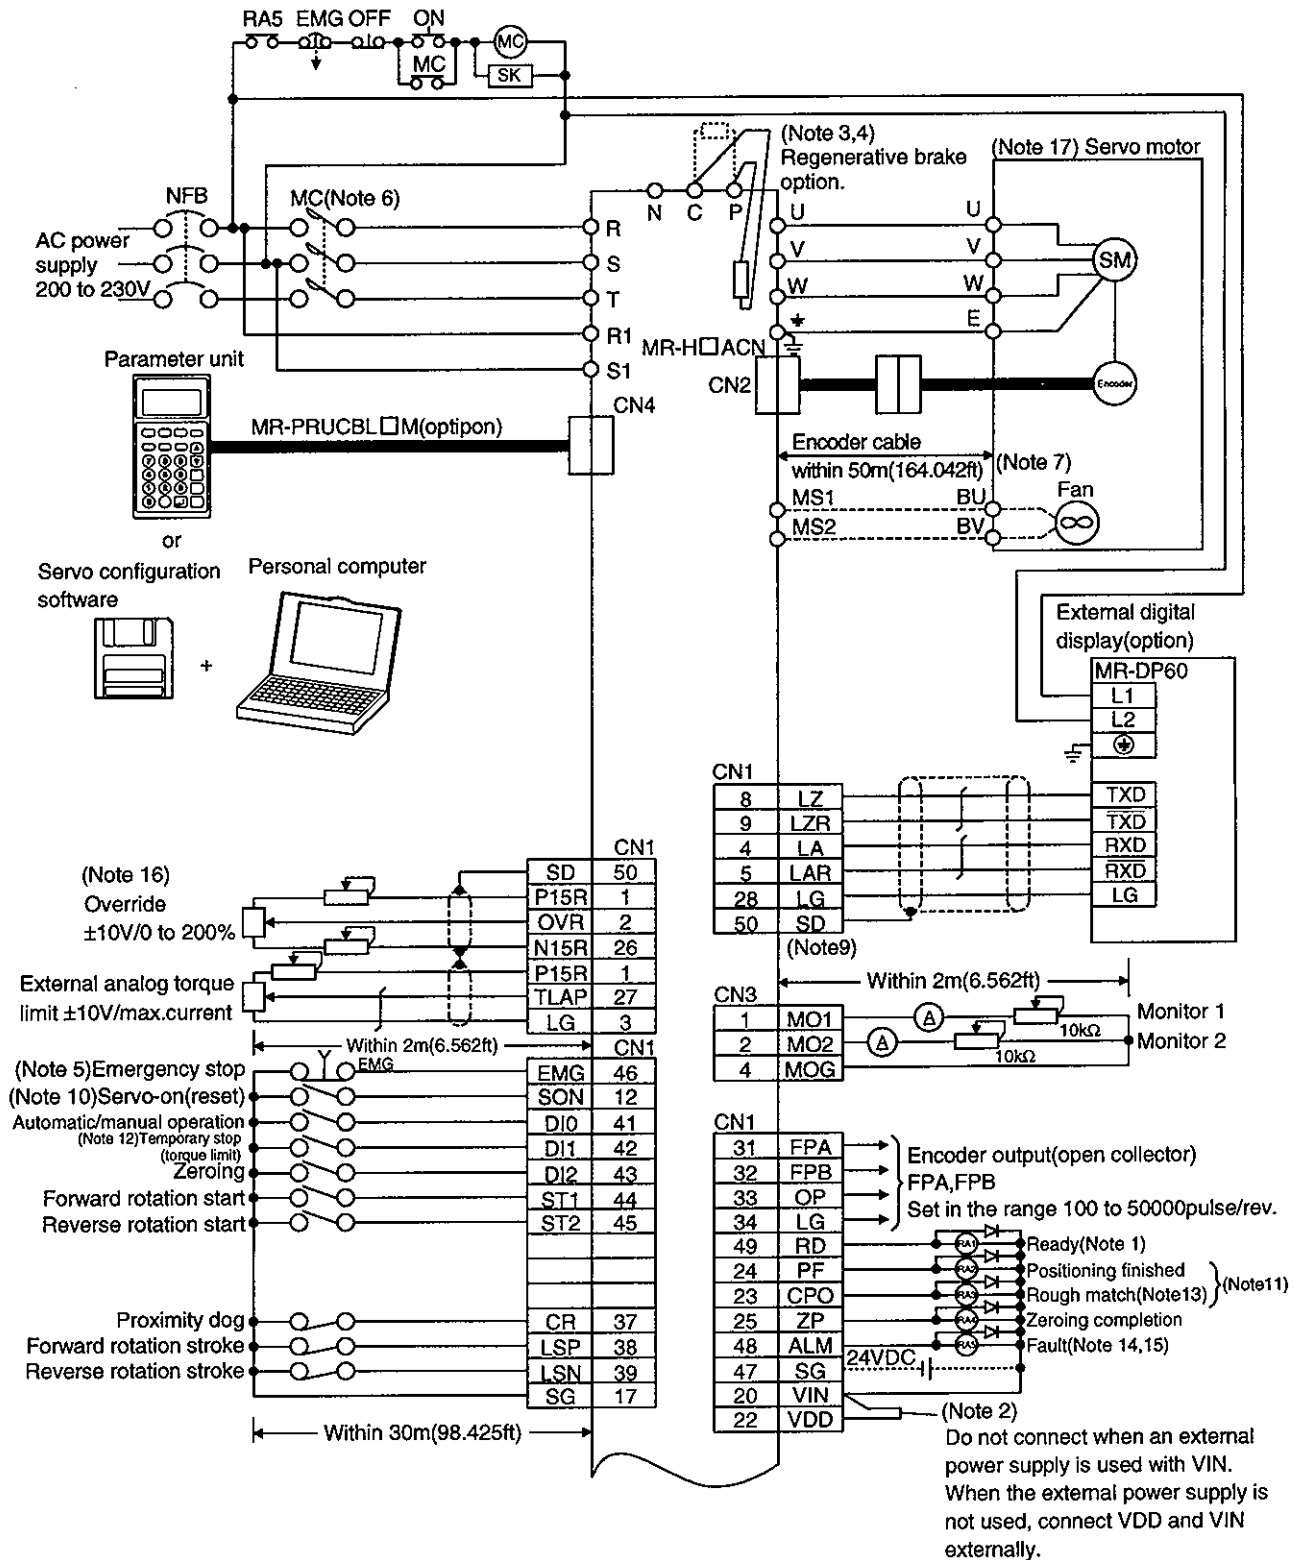 RA5 EMG OFF ON
MC
MC
SK
(Note 3,4)
Regenerative brake
option.
(Note 17) Servo motor
NFB
MC(Note 6)
N C P
AC power
supply
200 to 230V
R
S
T
R1
S1
U
V
W
U
V
W
E
SM
Encoder
MR-H□ACN
CN2
Parameter unit
MR-PRUCBL□M(optipon)
CN4
Encoder cable
within 50m(164.042ft)
(Note 7)
MS1 BU
MS2 BV
Fan
or
Servo configuration
software
+
Personal computer
External digital
display(option)
MR-DP60
L1
L2
CN1
8 LZ TXD
9 LZR TXD
4 LA RXD
5 LAR RXD
28 LG LG
50 SD
(Note9)
CN1
(Note 16)
Override
±10V/0 to 200%
External analog torque
limit ±10V/max.current
SD 50
P15R 1
OVR 2
N15R 26
P15R 1
TLAP 27
LG 3
Within 2m(6.562ft)
Within 2m(6.562ft)
CN3
1 MO1 A 10kΩ Monitor 1
2 MO2 A 10kΩ Monitor 2
4 MOG
CN1
(Note 5)Emergency stop EMG EMG 46
(Note 10)Servo-on(reset) SON 12
Automatic/manual operation DI0 41
(Note 12)Temporary stop
(torque limit) DI1 42
Zeroing DI2 43
Forward rotation start ST1 44
Reverse rotation start ST2 45
Proximity dog CR 37
Forward rotation stroke LSP 38
Reverse rotation stroke LSN 39
SG 17
Within 30m(98.425ft)
CN1
31 FPA
32 FPB
33 OP
34 LG
Encoder output(open collector)
FPA,FPB
Set in the range 100 to 50000pulse/rev.
49 RD RA1 Ready(Note 1)
24 PF RA2 Positioning finished
23 CPO RA3 Rough match(Note13)
(Note11)
25 ZP RA4 Zeroing completion
48 ALM RA5 Fault(Note 14,15)
47 SG 24VDC
20 VIN
22 VDD
(Note 2)
Do not connect when an external
power supply is used with VIN.
When the external power supply is
not used, connect VDD and VIN
externally.